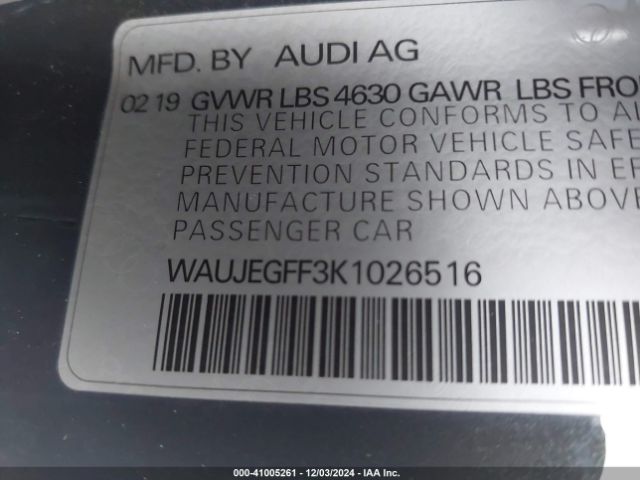 MFD. BY AUDI AG
02 19 GVWR LBS 4630 GAWR LBS FRO
THIS VEHICLE CONFORMS TO A
FEDERAL MOTOR VEHICLE SAFE
PREVENTION STANDARDS IN EF
MANUFACTURE SHOWN ABOVE
PASSENGER CAR
WAUJEGFF3K1026516
000-41005261 - 12/03/2024 - IAA Inc.